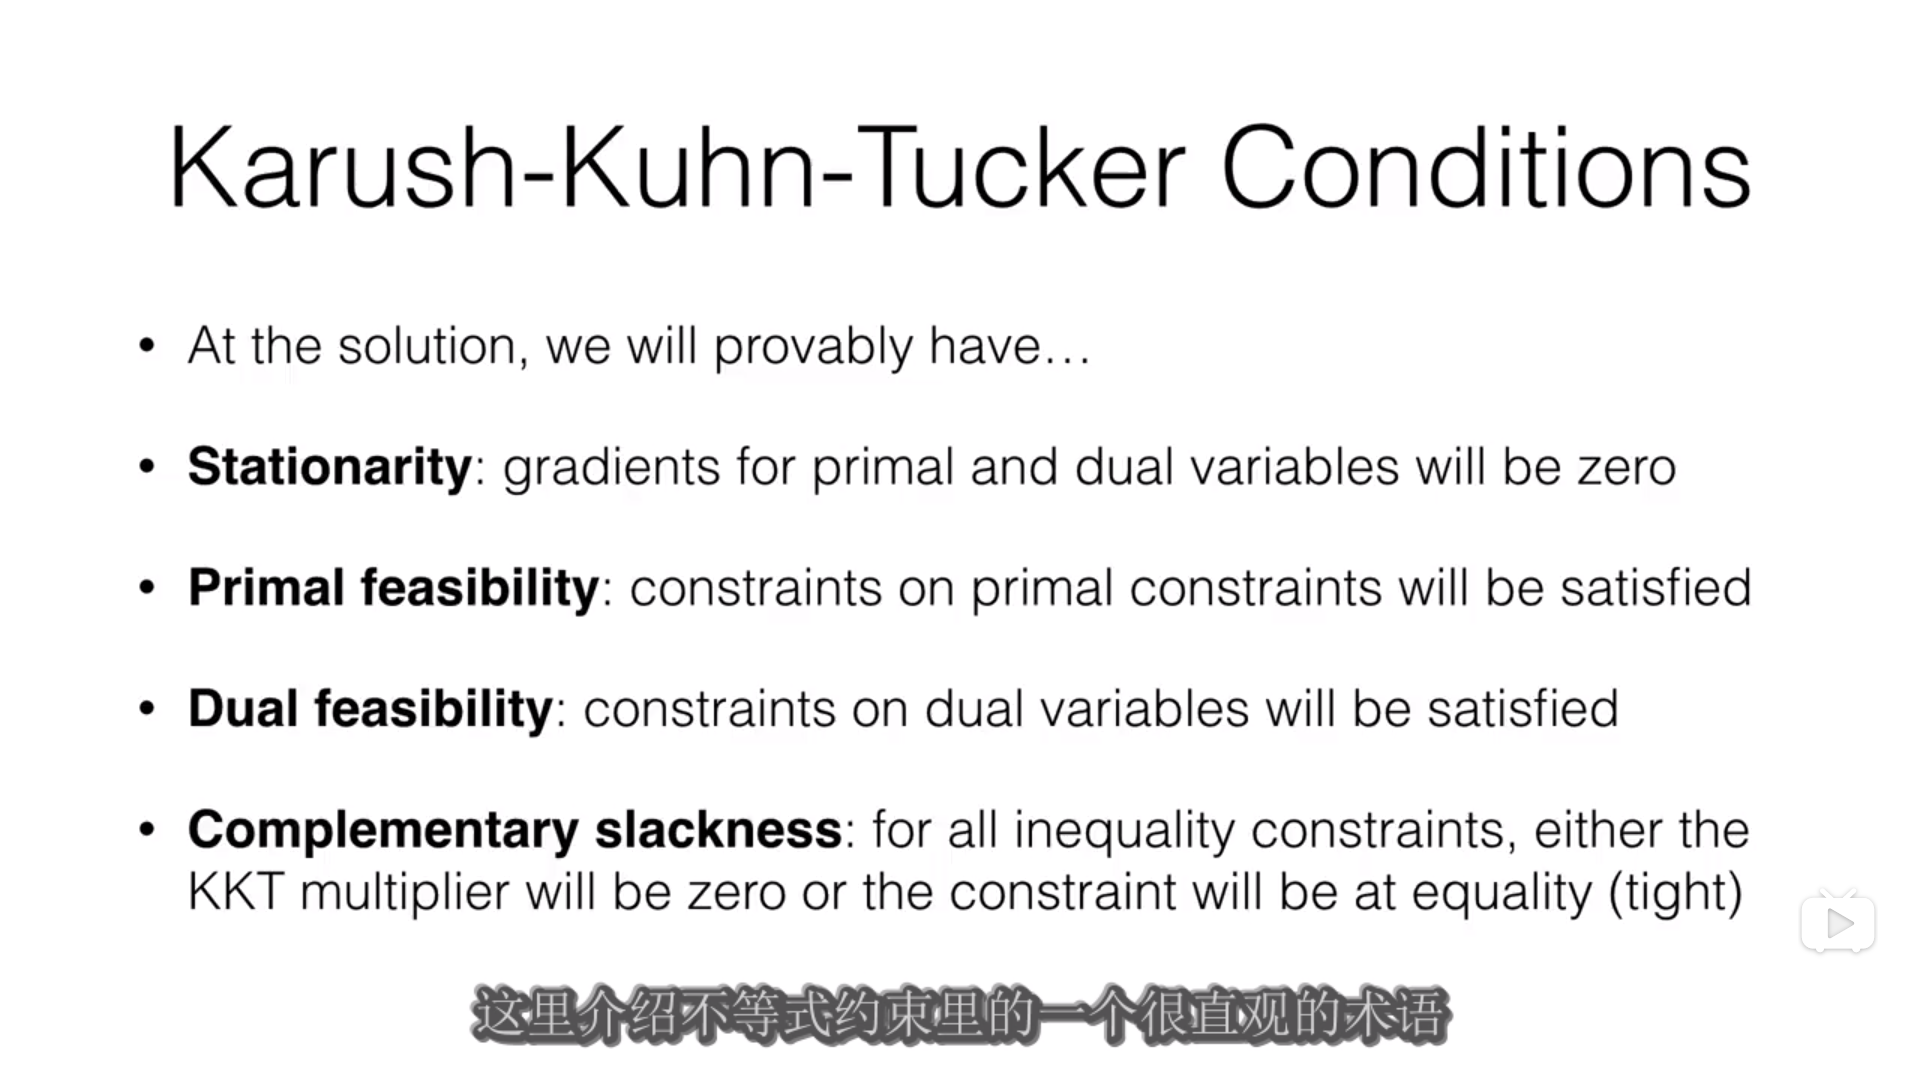 Karush-Kuhn-Tucker Conditions
• At the solution, we will provably have…
• Stationarity: gradients for primal and dual variables will be zero
• Primal feasibility: constraints on primal constraints will be satisfied
• Dual feasibility: constraints on dual variables will be satisfied
• Complementary slackness: for all inequality constraints, either the
KKT multiplier will be zero or the constraint will be at equality (tight)
这里介绍不等式约束里的一个很直观的术语